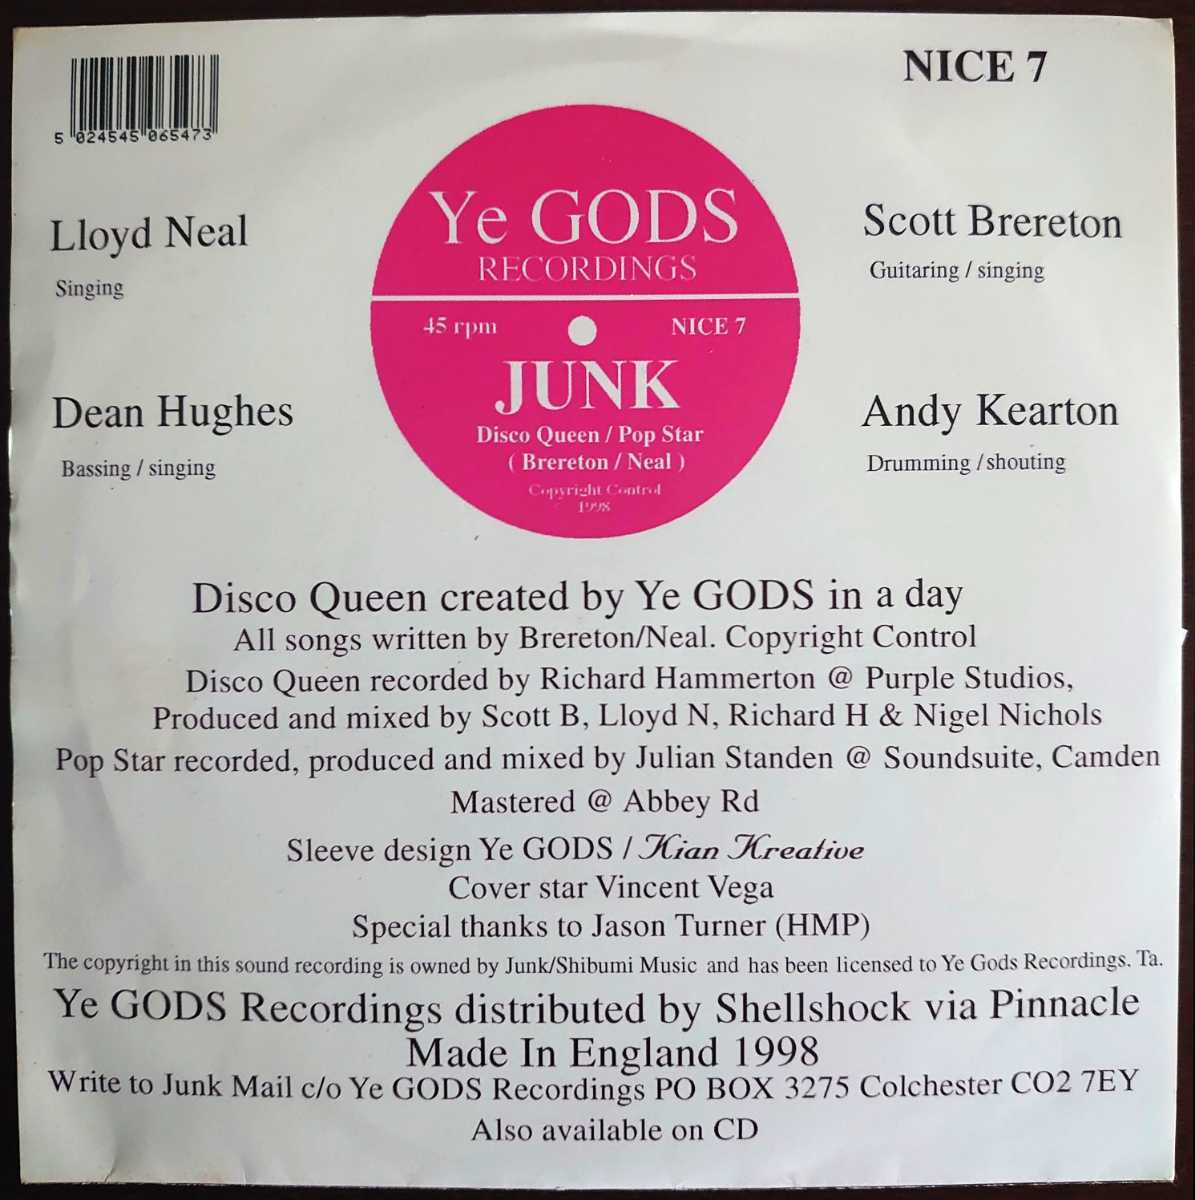 NICE 7
5 024545 065473
Ye GODS
RECORDINGS
45 rpm NICE 7
JUNK
Disco Queen / Pop Star
( Brereton / Neal )
Copyright Control
1998
Lloyd Neal
Singing
Scott Brereton
Guitaring / singing
Dean Hughes
Bassing / singing
Andy Kearton
Drumming / shouting
Disco Queen created by Ye GODS in a day
All songs written by Brereton/Neal. Copyright Control
Disco Queen recorded by Richard Hammerton @ Purple Studios,
Produced and mixed by Scott B, Lloyd N, Richard H & Nigel Nichols
Pop Star recorded, produced and mixed by Julian Standen @ Soundsuite, Camden
Mastered @ Abbey Rd
Sleeve design Ye GODS / Kian Kreative
Cover star Vincent Vega
Special thanks to Jason Turner (HMP)
The copyright in this sound recording is owned by Junk/Shibumi Music and has been licensed to Ye Gods Recordings. Ta.
Ye GODS Recordings distributed by Shellshock via Pinnacle
Made In England 1998
Write to Junk Mail c/o Ye GODS Recordings PO BOX 3275 Colchester CO2 7EY
Also available on CD